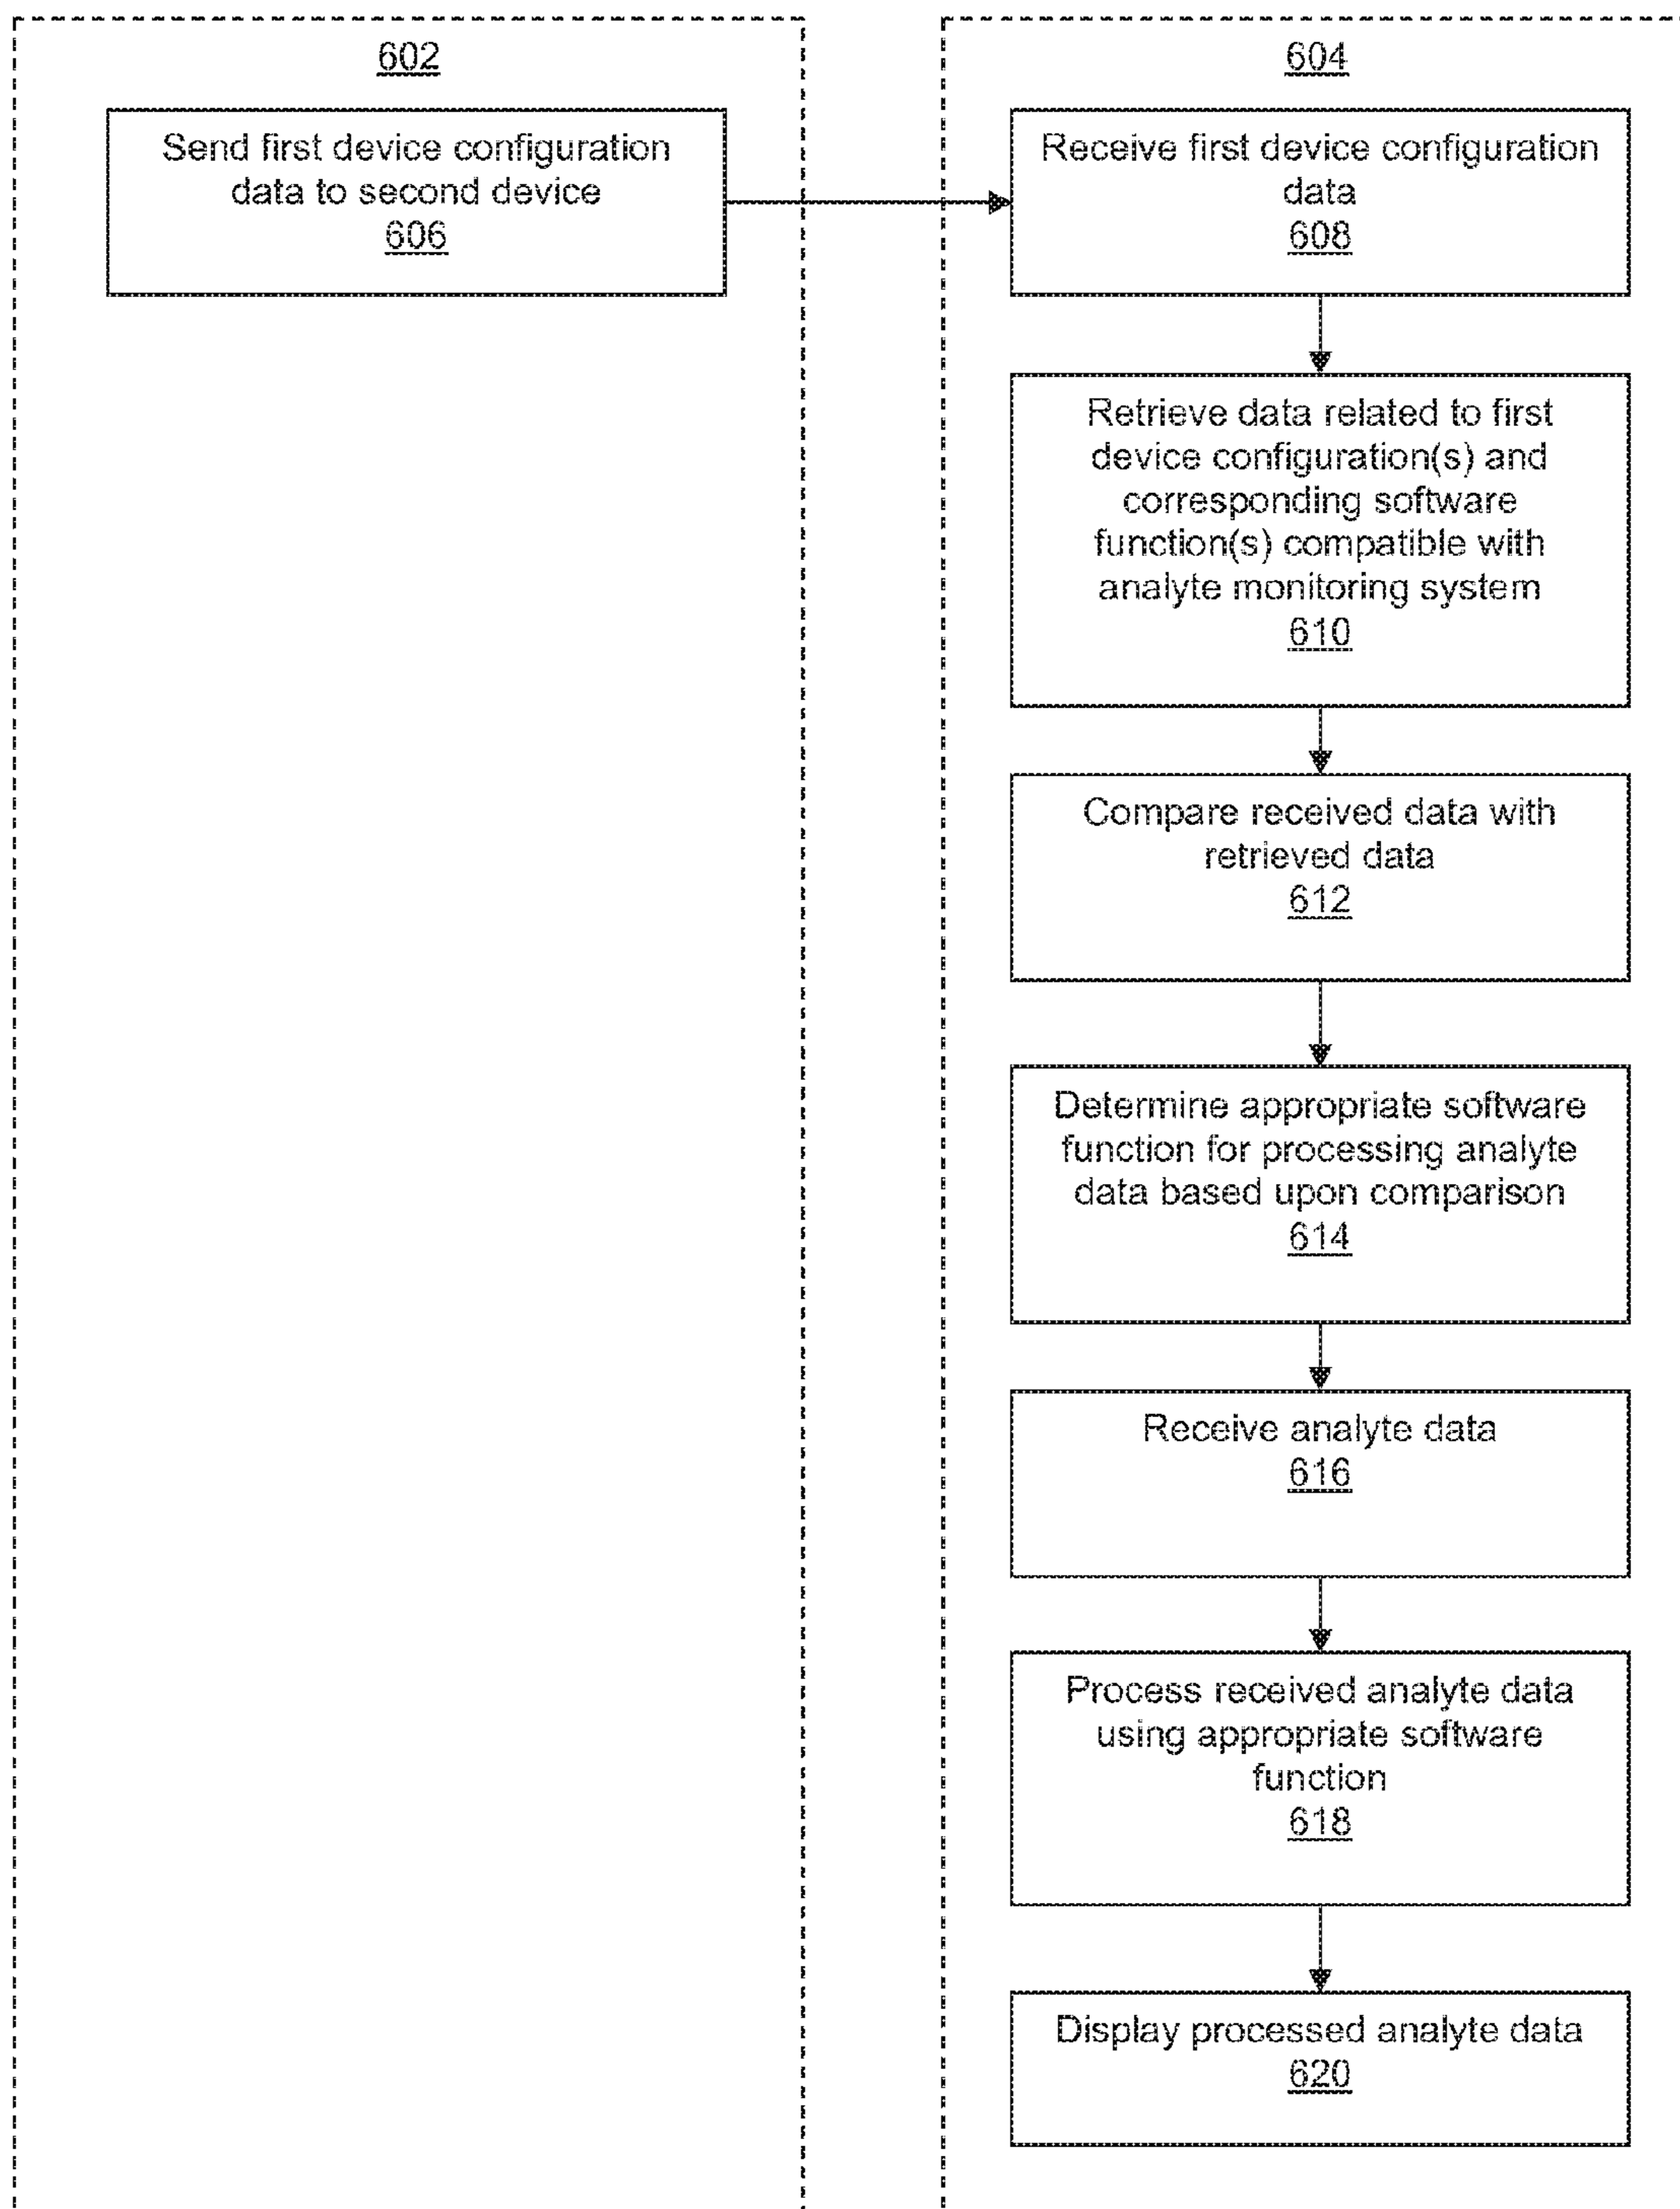 602
Send first device configuration
data to second device
606
604
Receive first device configuration
data
608
Retrieve data related to first
device configuration(s) and
corresponding software
function(s) compatible with
analyte monitoring system
610
Compare received data with
retrieved data
612
Determine appropriate software
function for processing analyte
data based upon comparison
614
Receive analyte data
616
Process received analyte data
using appropriate software
function
618
Display processed analyte data
620